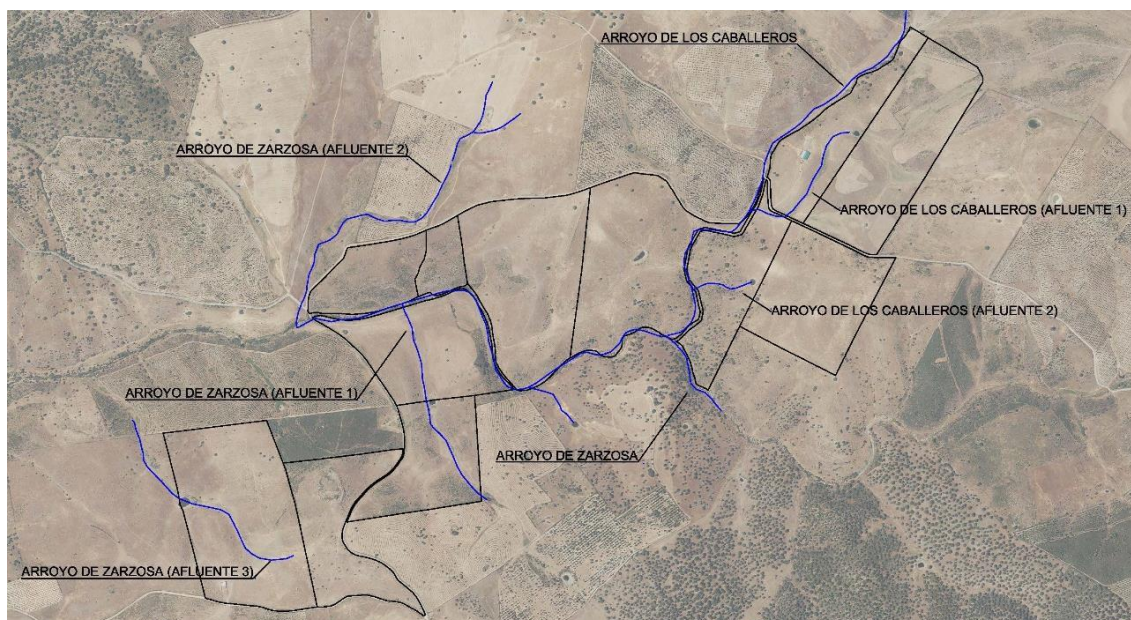 ARROYO DE LOS CABALLEROS
ARROYO DE ZARZOSA (AFLUENTE 2)
ARROYO DE LOS CABALLEROS (AFLUENTE 1)
ARROYO DE LOS CABALLEROS (AFLUENTE 2)
ARROYO DE ZARZOSA (AFLUENTE 1)
ARROYO DE ZARZOSA
ARROYO DE ZARZOSA (AFLUENTE 3)